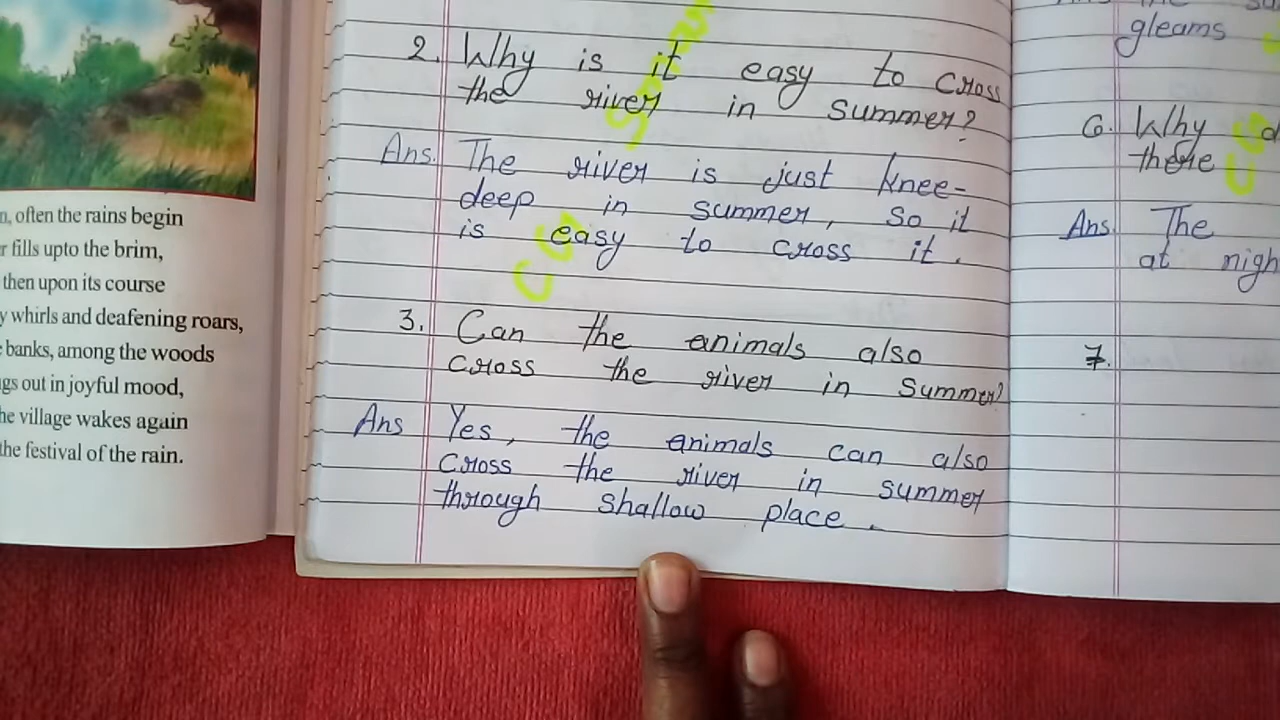 n, often the rains begin
r fills upto the brim,
then upon its course
y whirls and deafening roars,
banks, among the woods
gs out in joyful mood,
he village wakes again
the festival of the rain.
2. Why is it easy to cross
the river in summer?
Ans. The river is just knee-
deep in summer, so it
is easy to cross it.
3. Can the animals also
cross the river in summer?
Ans Yes, the animals can also
cross the river in summer
through shallow place.
gleams
6. Why
there
Ans. The
at nigh
7.